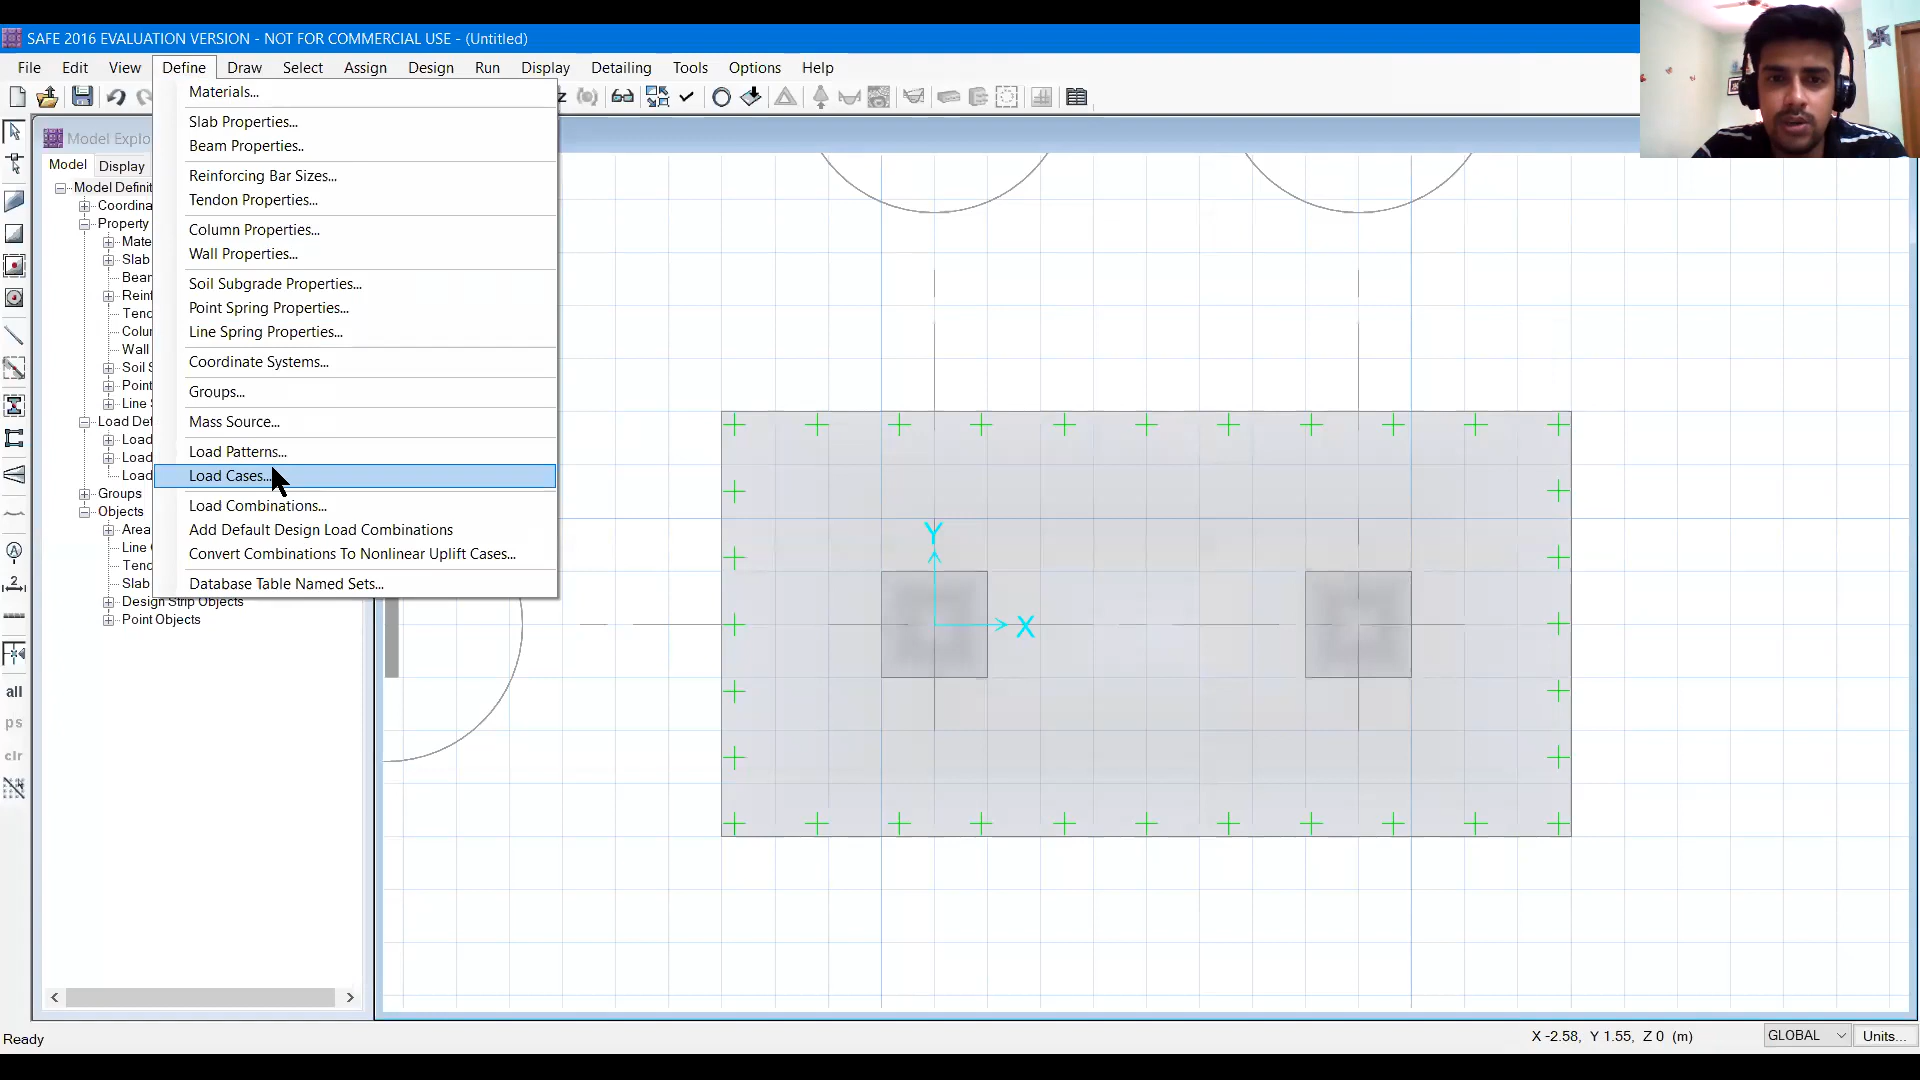 SAFE 2016 EVALUATION VERSION - NOT FOR COMMERCIAL USE - (Untitled)
File Edit View Define Draw Select Assign Design Run Display Detailing Tools Options Help
Model Explo
Model Display
Model Definit
Coordina
Property
Mate
Slab
Bear
Reinf
Tend
Colur
Wall
Soil S
Point
Line S
Load Def
Load
Load
Load
Groups
Objects
Area
Line
Tend
Slab
Design Strip Objects
Point Objects
Materials...
Slab Properties...
Beam Properties..
Reinforcing Bar Sizes...
Tendon Properties...
Column Properties...
Wall Properties...
Soil Subgrade Properties...
Point Spring Properties...
Line Spring Properties...
Coordinate Systems...
Groups...
Mass Source...
Load Patterns...
Load Cases...
Load Combinations...
Add Default Design Load Combinations
Convert Combinations To Nonlinear Uplift Cases...
Database Table Named Sets...
Y
X
all
ps
clr
Ready
X -2.58, Y 1.55, Z 0 (m)
GLOBAL
Units...